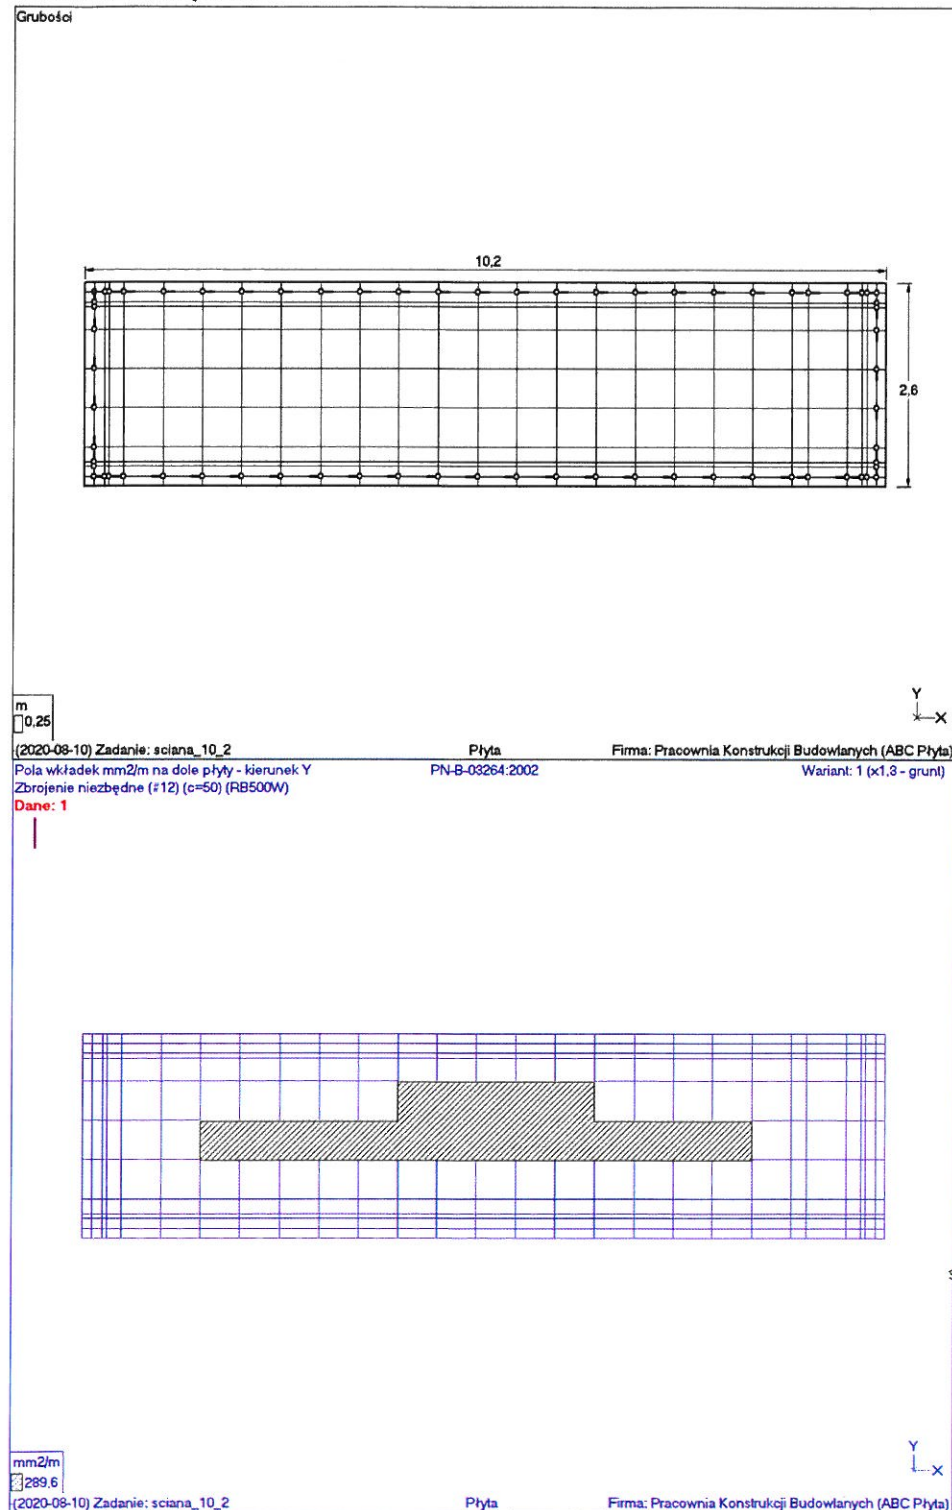 Grubości
10,2
2,6
m
0,25
Y
X
(2020-08-10) Zadanie: sciana_10_2 Płyta Firma: Pracownia Konstrukcji Budowlanych (ABC Płyta)
Pola wkładek mm2/m na dole płyty - kierunek Y PN-B-03264:2002 Wariant: 1 (x1,3 - grunt)
Zbrojenie niezbędne (#12) (c=50) (RB500W)
Dane: 1
mm2/m
289,6
Y
X
(2020-08-10) Zadanie: sciana_10_2 Płyta Firma: Pracownia Konstrukcji Budowlanych (ABC Płyta)